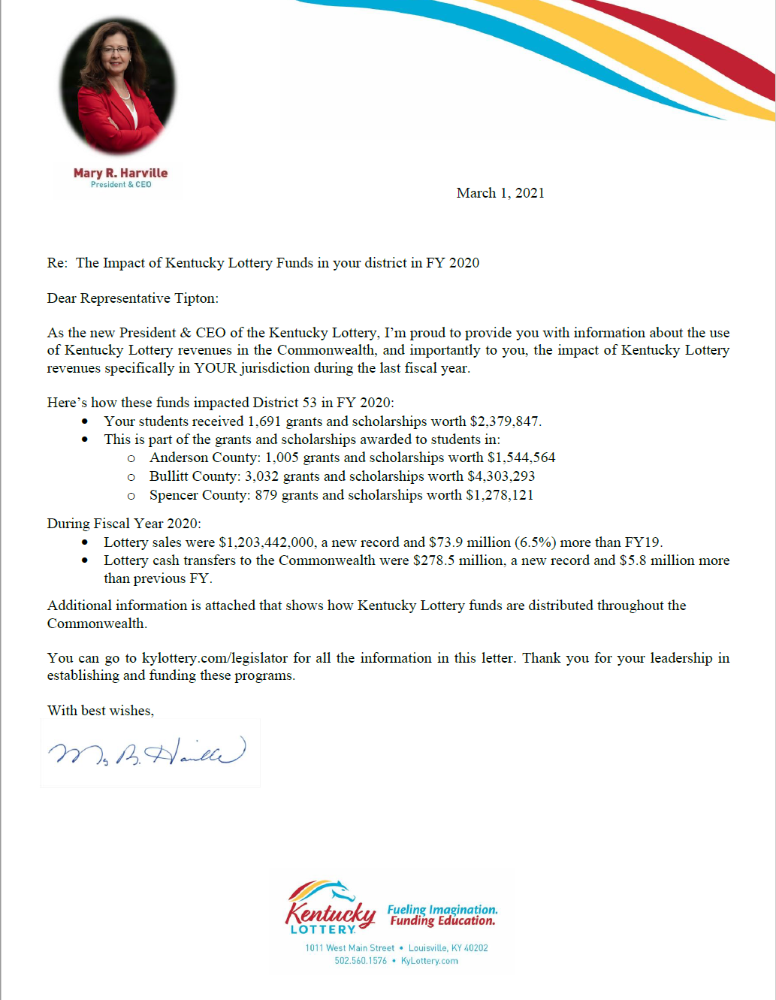 Mary R. Harville
President & CEO
March 1, 2021
Re: The Impact of Kentucky Lottery Funds in your district in FY 2020
Dear Representative Tipton:
As the new President & CEO of the Kentucky Lottery, I'm proud to provide you with information about the use
of Kentucky Lottery revenues in the Commonwealth, and importantly to you, the impact of Kentucky Lottery
revenues specifically in YOUR jurisdiction during the last fiscal year.
Here's how these funds impacted District 53 in FY 2020:
• Your students received 1,691 grants and scholarships worth $2,379,847.
• This is part of the grants and scholarships awarded to students in:
o Anderson County: 1,005 grants and scholarships worth $1,544,564
o Bullitt County: 3,032 grants and scholarships worth $4,303,293
o Spencer County: 879 grants and scholarships worth $1,278,121
During Fiscal Year 2020:
• Lottery sales were $1,203,442,000, a new record and $73.9 million (6.5%) more than FY19.
• Lottery cash transfers to the Commonwealth were $278.5 million, a new record and $5.8 million more
than previous FY.
Additional information is attached that shows how Kentucky Lottery funds are distributed throughout the
Commonwealth.
You can go to kylottery.com/legislator for all the information in this letter. Thank you for your leadership in
establishing and funding these programs.
With best wishes,
Kentucky
LOTTERY
Fueling Imagination.
Funding Education.
1011 West Main Street • Louisville, KY 40202
502.560.1576 • KyLottery.com